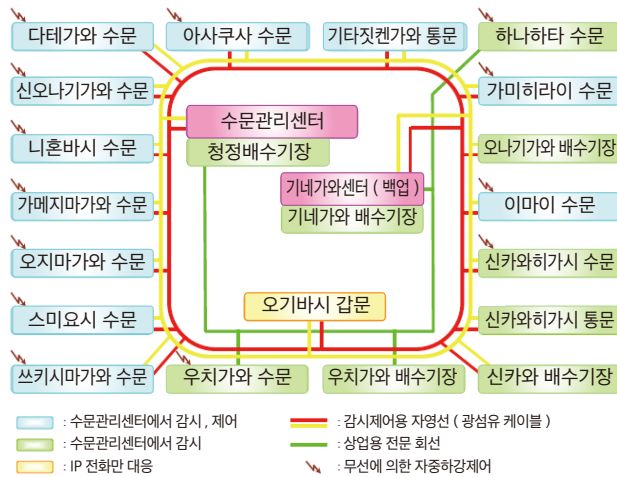 다테가와 수문
아사쿠사 수문
기타짓켄가와 통문
하나하타 수문
신오나기가와 수문
가미히라이 수문
수문관리센터
청정배수기장
니혼바시 수문
오나기가와 배수기장
기네가와센터 ( 백업 )
기네가와 배수기장
가메지마가와 수문
이마이 수문
오지마가와 수문
신카와히가시 수문
오기바시 갑문
스미요시 수문
신카와히가시 통문
쓰키시마가와 수문
우치가와 수문
우치가와 배수기장
신카와 배수기장
: 수문관리센터에서 감시 , 제어
: 감시제어용 자영선 ( 광섬유 케이블 )
: 수문관리센터에서 감시
: 상업용 전문 회선
: IP 전화만 대응
: 무선에 의한 자중하강제어